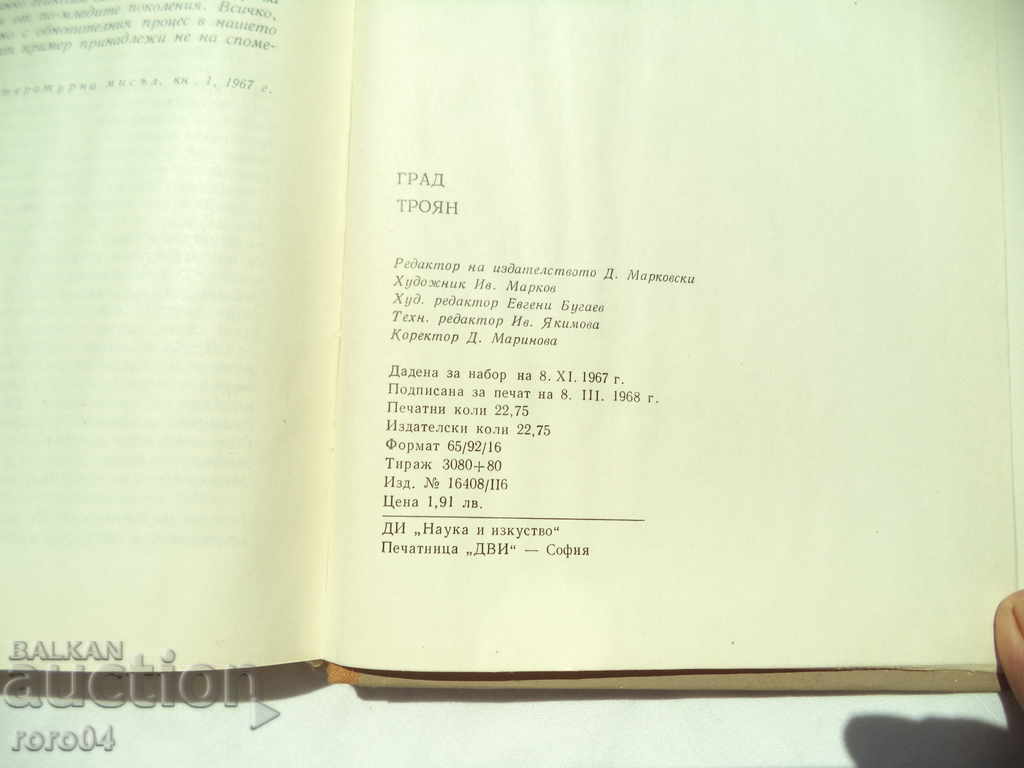 от по-младите поколения. Всичко,
с обновителния процес в нашето
пример принадлежи не на споме-
мисъл, кн. 1, 1967 г.
ГРАД
ТРОЯН
Редактор на издателството Д. Марковски
Художник Ив. Марков
Худ. редактор Евгени Бугаев
Техн. редактор Ив. Якимова
Коректор Д. Маринова
Дадена за набор на 8. XI. 1967 г.
Подписана за печат на 8. III. 1968 г.
Печатни коли 22,75
Издателски коли 22,75
Формат 65/92/16
Тираж 3080+80
Изд. № 16408/II6
Цена 1,91 лв.
ДИ „Наука и изкуство“
Печатница „ДВИ“ — София
BALKAN
auction
roro04